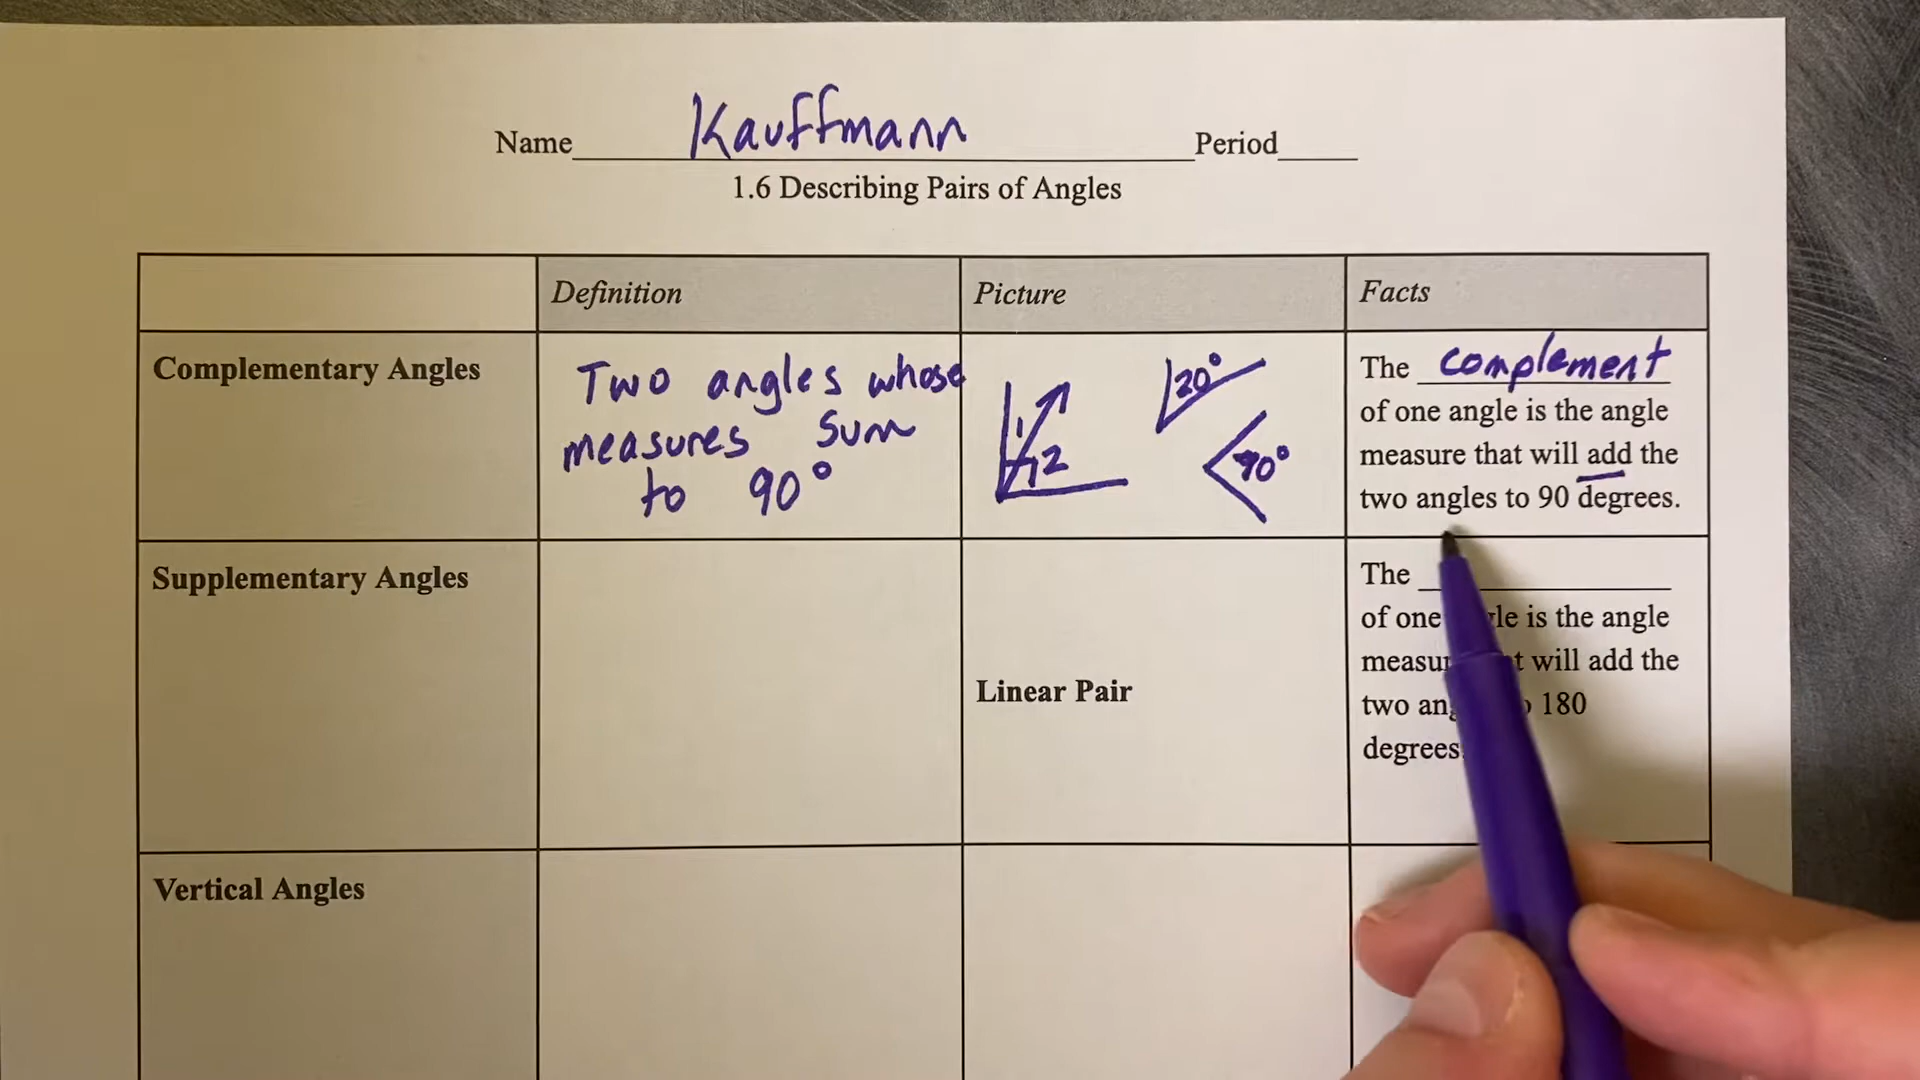 Name Kauffmann Period
1.6 Describing Pairs of Angles
Definition Picture Facts
Complementary Angles
Two angles whose
measures sum
to 90°
1
2
20°
The complement
of one angle is the angle
measure that will add the
two angles to 90 degrees.
Supplementary Angles
Linear Pair
The
of one is the angle
will add the
two 180
degrees
Vertical Angles